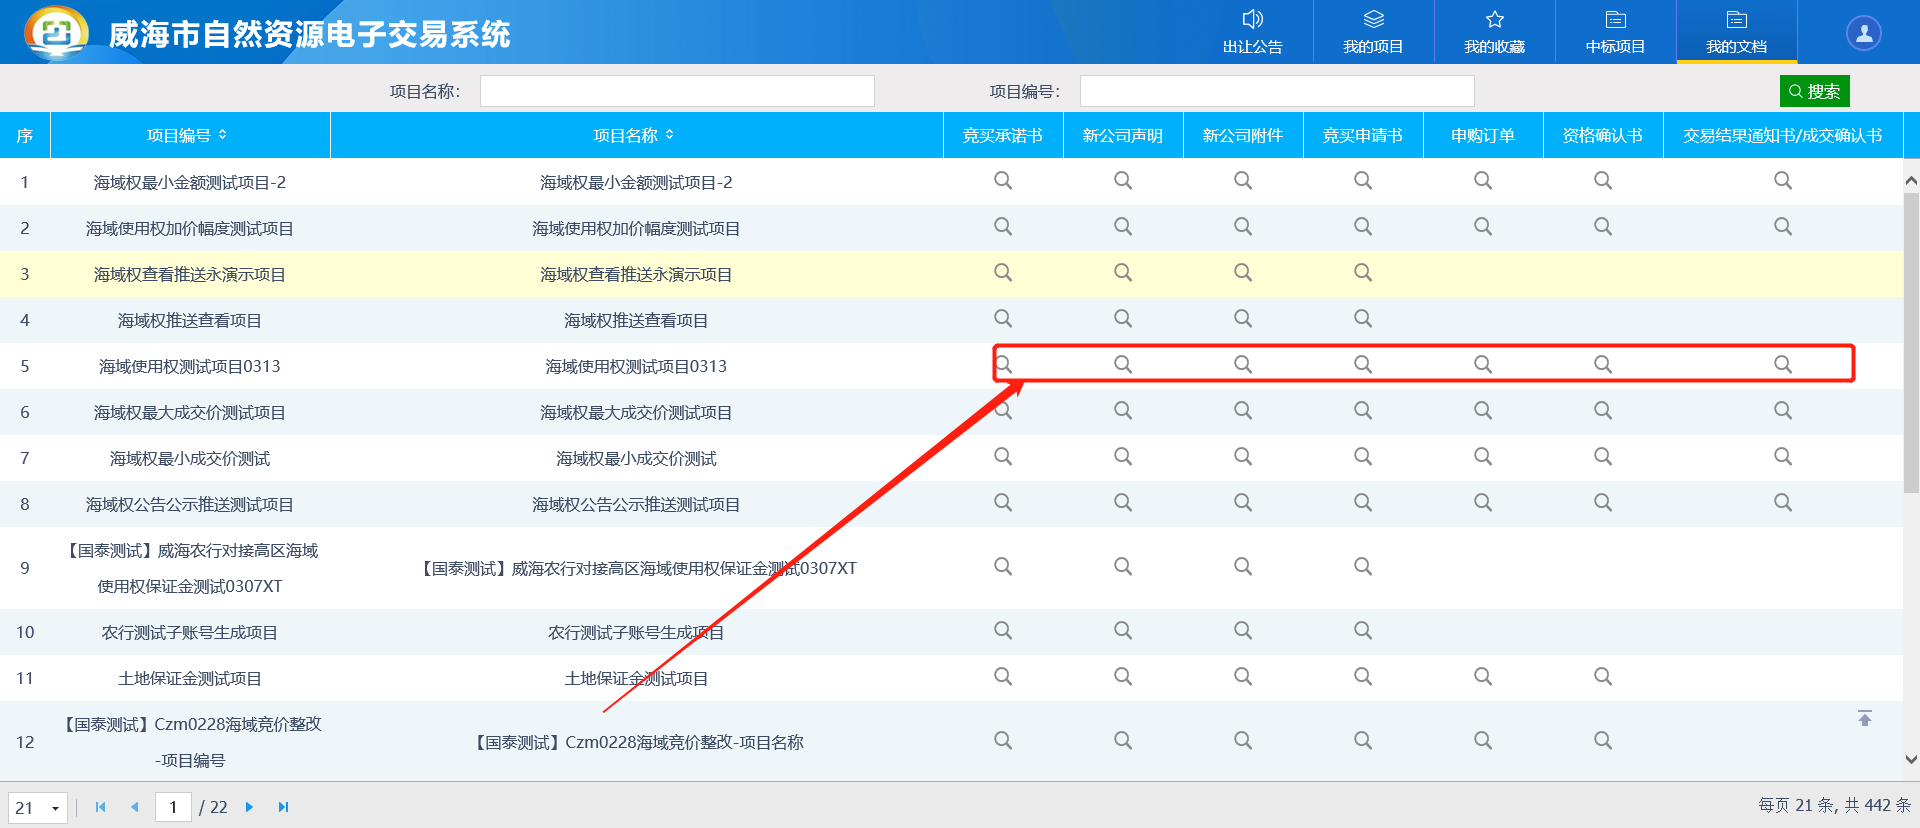 威海市自然资源电子交易系统
出让公告
我的项目
我的收藏
中标项目
我的文档
项目名称：
项目编号：
搜索
序 项目编号 项目名称 竞买承诺书 新公司声明 新公司附件 竞买申请书 申购订单 资格确认书 交易结果通知书/成交确认书
1 海域权最小金额测试项目-2 海域权最小金额测试项目-2
2 海域使用权加价幅度测试项目 海域使用权加价幅度测试项目
3 海域权查看推送永演示项目 海域权查看推送永演示项目
4 海域权推送查看项目 海域权推送查看项目
5 海域使用权测试项目0313 海域使用权测试项目0313
6 海域权最大成交价测试项目 海域权最大成交价测试项目
7 海域权最小成交价测试 海域权最小成交价测试
8 海域权公告公示推送测试项目 海域权公告公示推送测试项目
【国泰测试】威海农行对接高区海域
9 使用权保证金测试0307XT 【国泰测试】威海农行对接高区海域使用权保证金测试0307XT
10 农行测试子账号生成项目 农行测试子账号生成项目
11 土地保证金测试项目 土地保证金测试项目
【国泰测试】Czm0228海域竞价整改
12 -项目编号 【国泰测试】Czm0228海域竞价整改-项目名称
21 1 / 22 每页 21 条, 共 442 条